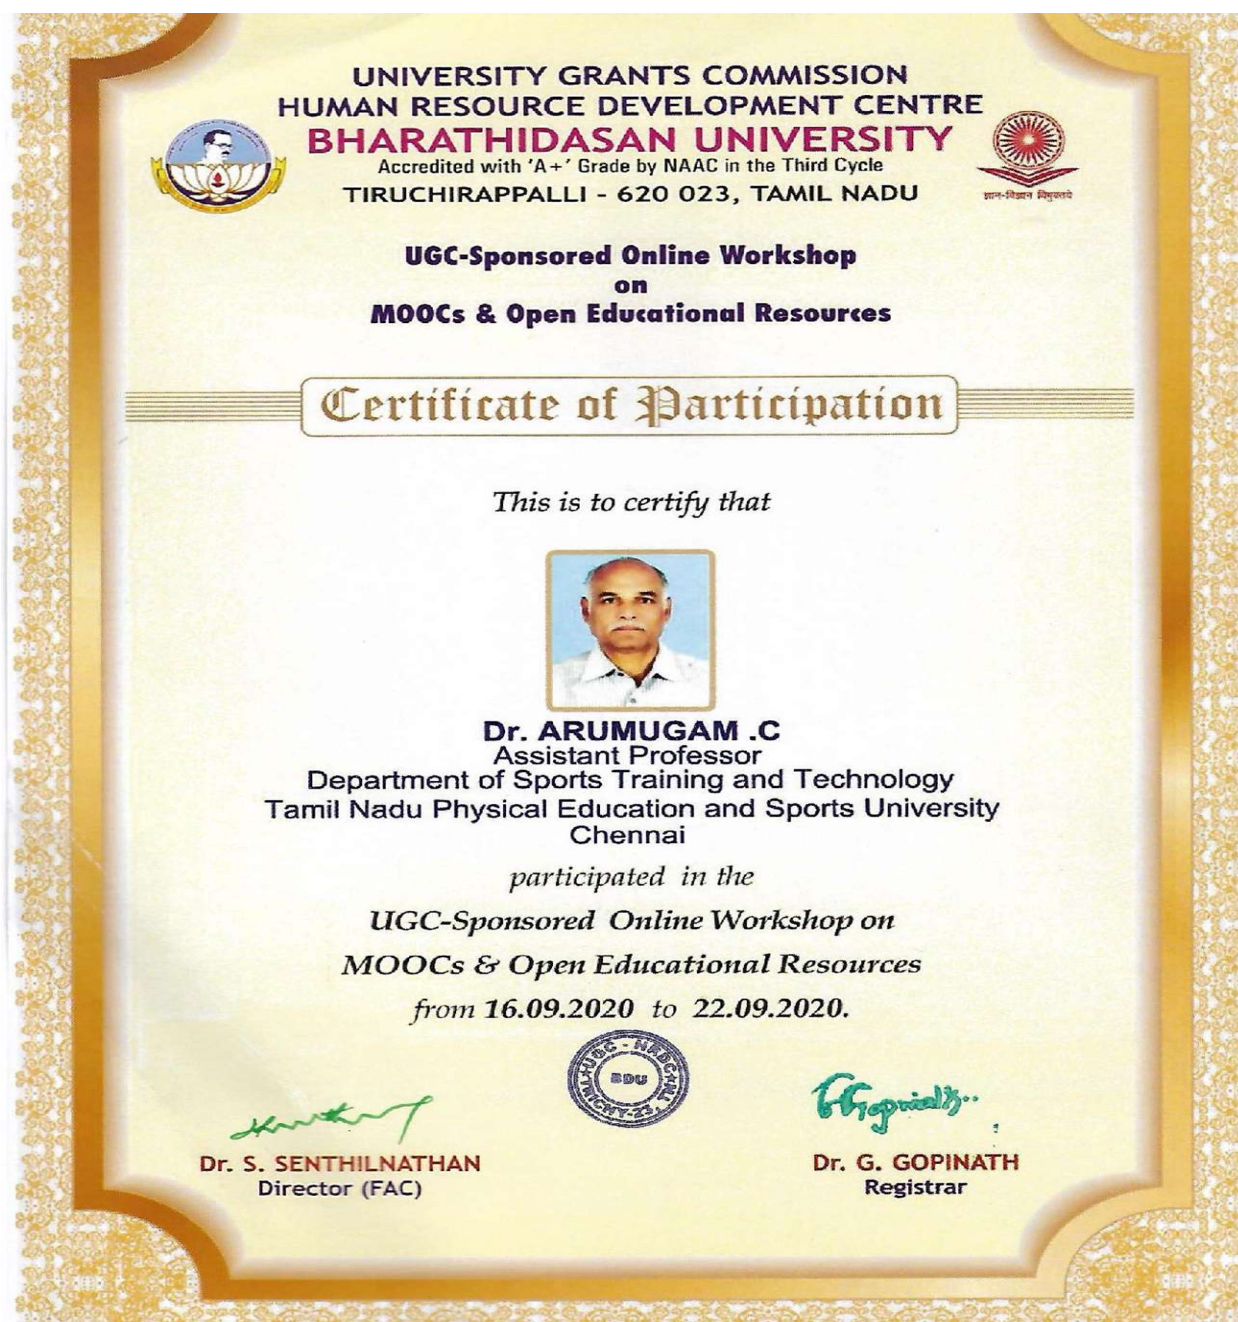 UNIVERSITY GRANTS COMMISSION
HUMAN RESOURCE DEVELOPMENT CENTRE
BHARATHIDASAN UNIVERSITY
Accredited with 'A+' Grade by NAAC in the Third Cycle
TIRUCHIRAPPALLI - 620 023, TAMIL NADU
ज्ञान-विज्ञान विमुक्तये
UGC-Sponsored Online Workshop
on
MOOCs & Open Educational Resources
Certificate of Participation
This is to certify that
Dr. ARUMUGAM .C
Assistant Professor
Department of Sports Training and Technology
Tamil Nadu Physical Education and Sports University
Chennai
participated in the
UGC-Sponsored Online Workshop on
MOOCs & Open Educational Resources
from 16.09.2020 to 22.09.2020.
UGC - HRDC
BDU
Dr. S. SENTHILNATHAN
Director (FAC)
Dr. G. GOPINATH
Registrar